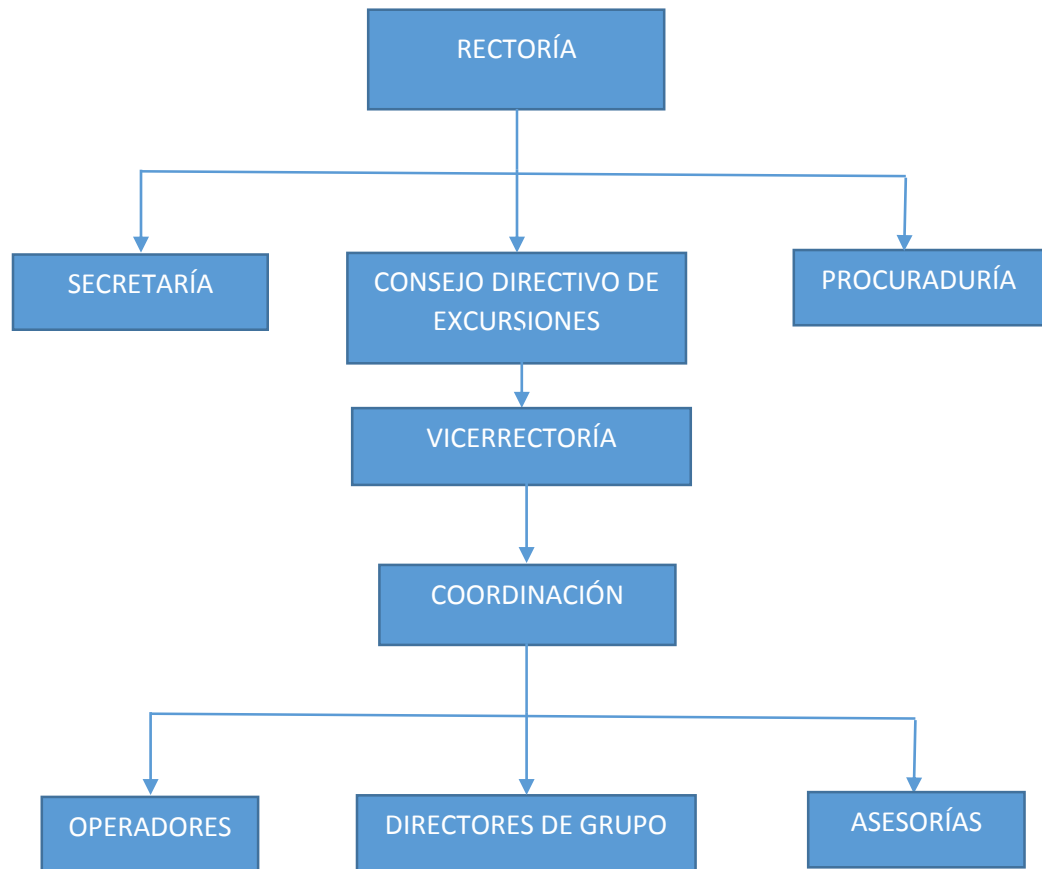 RECTORÍA
SECRETARÍA
CONSEJO DIRECTIVO DE
EXCURSIONES
PROCURADURÍA
VICERRECTORÍA
COORDINACIÓN
OPERADORES
DIRECTORES DE GRUPO
ASESORÍAS